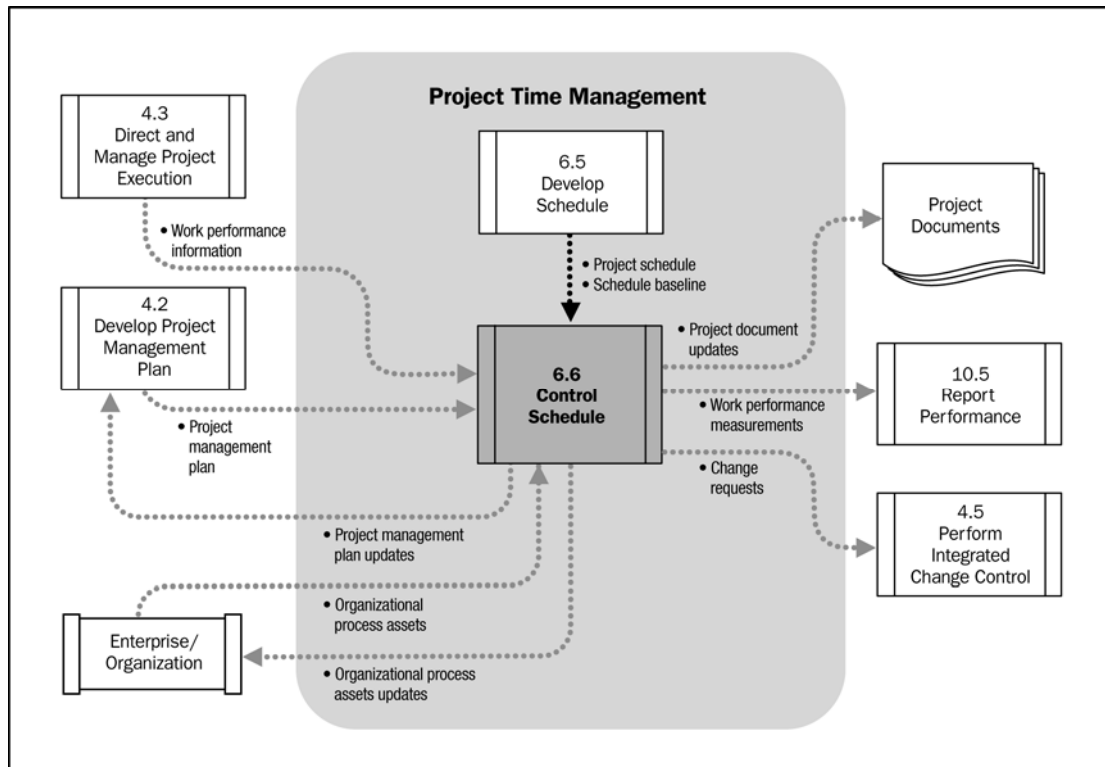 Project Time Management
4.3
Direct and
Manage Project
Execution
6.5
Develop
Schedule
Project
Documents
• Work performance
information
• Project schedule
• Schedule baseline
4.2
Develop Project
Management
Plan
• Project document
updates
6.6
Control
Schedule
10.5
Report
Performance
• Work performance
measurements
• Project
management
plan
• Change
requests
4.5
Perform
Integrated
Change Control
• Project management
plan updates
• Organizational
process assets
Enterprise/
Organization
• Organizational process
assets updates